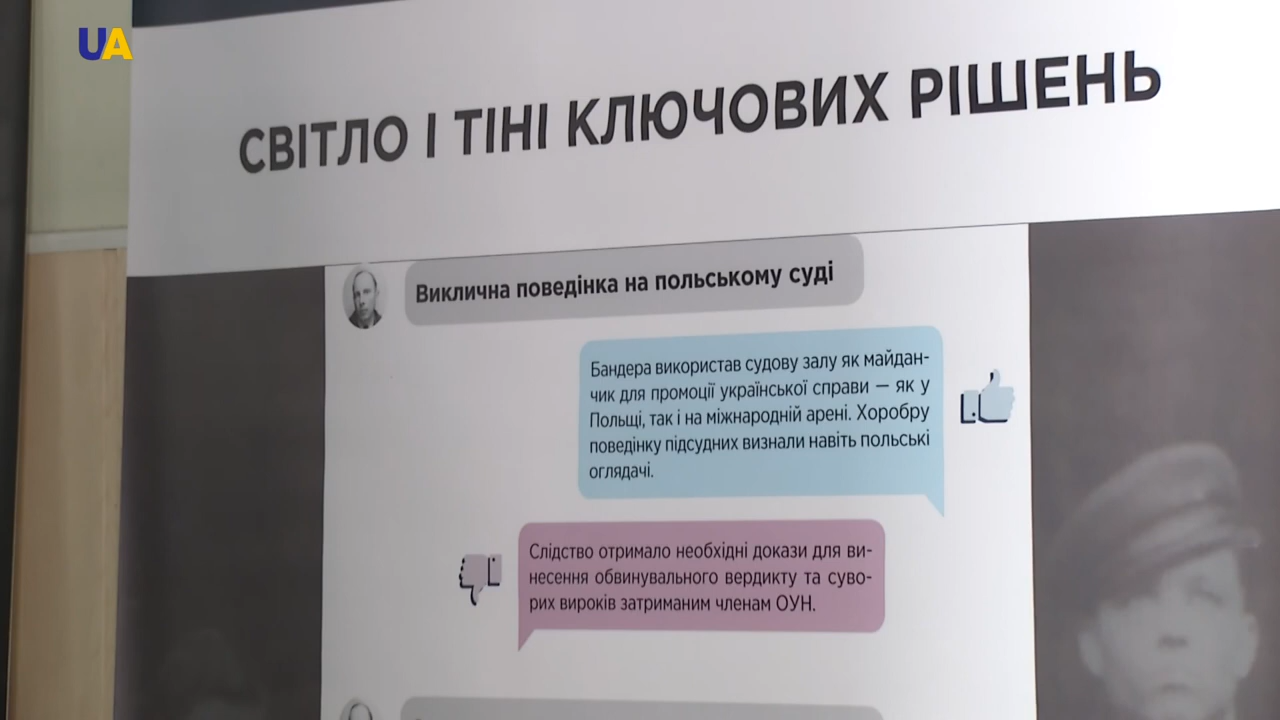 UA
СВІТЛО І ТІНІ КЛЮЧОВИХ РІШЕНЬ
Виклична поведінка на польському суді
Бандера використав судову залу як майдан-
чик для промоції української справи — як у
Польщі, так і на міжнародній арені. Хоробру
поведінку підсудних визнали навіть польські
оглядачі.
Слідство отримало необхідні докази для ви-
несення обвинувального вердикту та суво-
рих вироків затриманим членам ОУН.